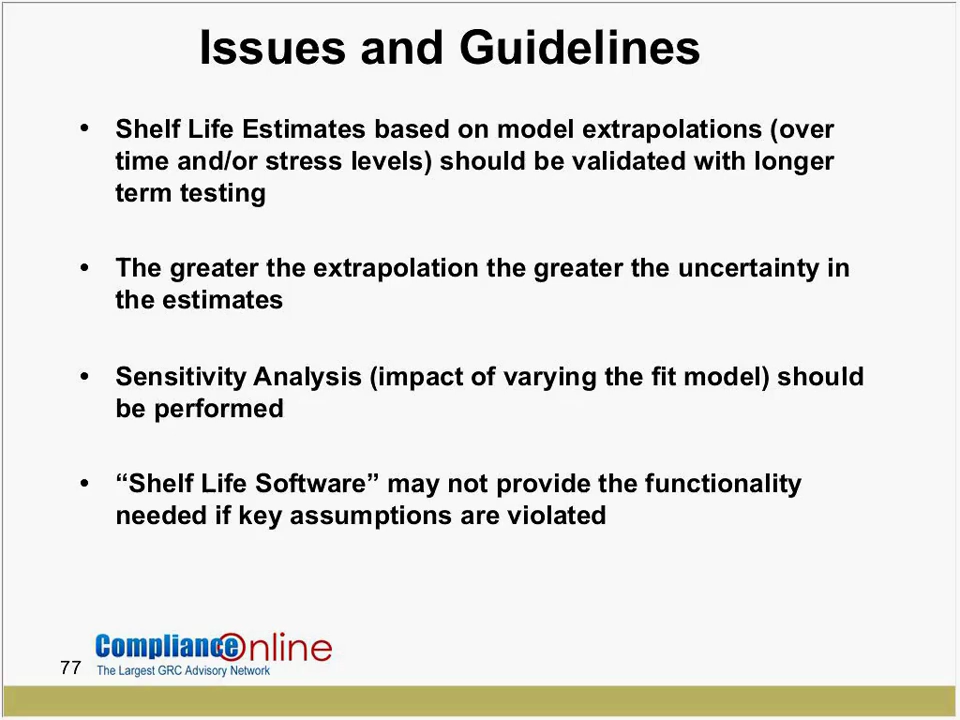 Issues and Guidelines
• Shelf Life Estimates based on model extrapolations (over
time and/or stress levels) should be validated with longer
term testing
• The greater the extrapolation the greater the uncertainty in
the estimates
• Sensitivity Analysis (impact of varying the fit model) should
be performed
• “Shelf Life Software” may not provide the functionality
needed if key assumptions are violated
ComplianceOnline
77 The Largest GRC Advisory Network